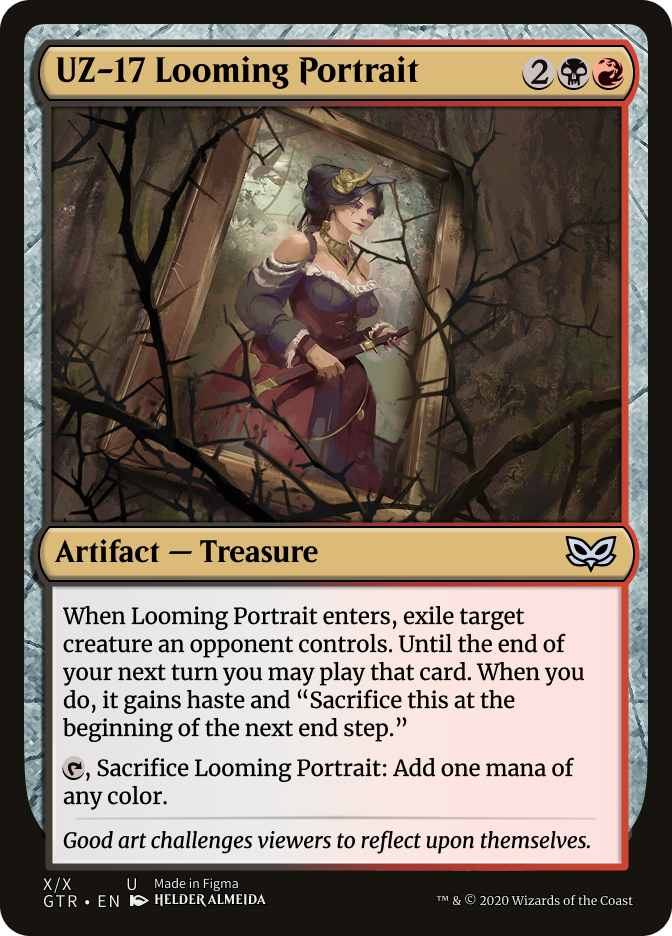 UZ-17 Looming Portrait 2
Artifact — Treasure
When Looming Portrait enters, exile target
creature an opponent controls. Until the end of
your next turn you may play that card. When you
do, it gains haste and “Sacrifice this at the
beginning of the next end step.”
, Sacrifice Looming Portrait: Add one mana of
any color.
Good art challenges viewers to reflect upon themselves.
X/X U Made in Figma
GTR • EN HELDER ALMEIDA ™ & © 2020 Wizards of the Coast